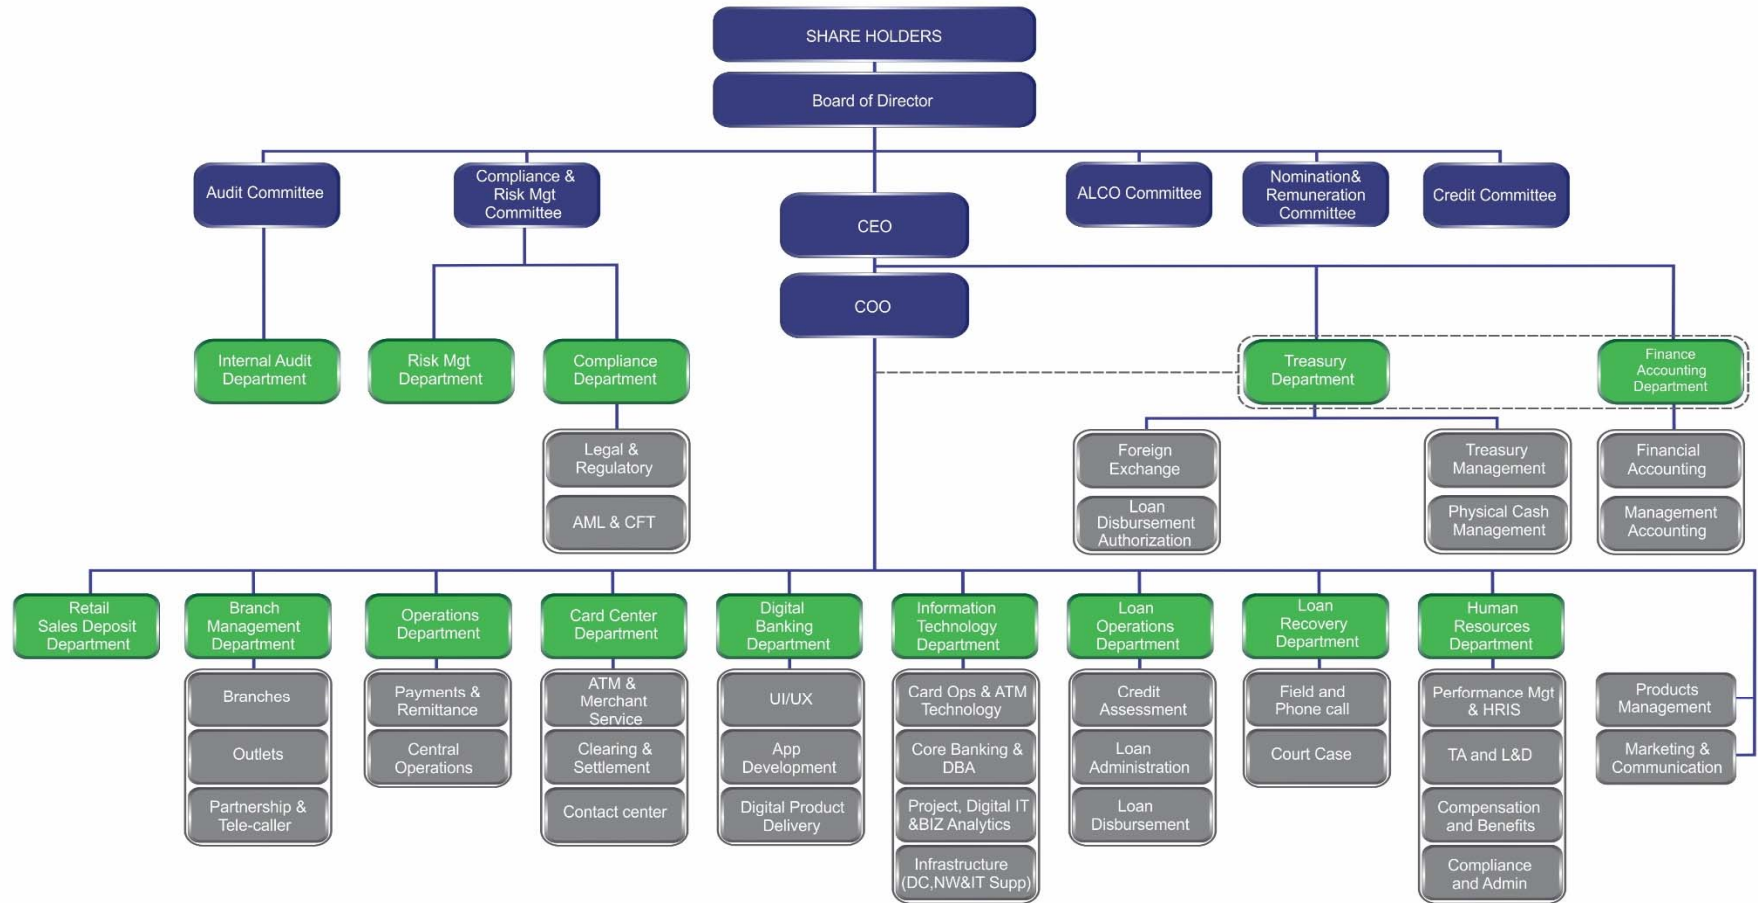 SHARE HOLDERS
Board of Director
Audit Committee
Compliance &
Risk Mgt
Committee
CEO
ALCO Committee
Nomination&
Remuneration
Committee
Credit Committee
COO
Internal Audit
Department
Risk Mgt
Department
Compliance
Department
Treasury
Department
Finance
Accounting
Department
Legal &
Regulatory
AML & CFT
Foreign
Exchange
Loan
Disbursement
Authorization
Treasury
Management
Physical Cash
Management
Financial
Accounting
Management
Accounting
Retail
Sales Deposit
Department
Branch
Management
Department
Operations
Department
Card Center
Department
Digital
Banking
Department
Information
Technology
Department
Loan
Operations
Department
Loan
Recovery
Department
Human
Resources
Department
Branches
Outlets
Partnership &
Tele-caller
Payments &
Remittance
Central
Operations
ATM &
Merchant
Service
Clearing &
Settlement
Contact center
UI/UX
App
Development
Digital Product
Delivery
Card Ops & ATM
Technology
Core Banking &
DBA
Project, Digital IT
&BIZ Analytics
Infrastructure
(DC,NW&IT Supp)
Credit
Assessment
Loan
Administration
Loan
Disbursement
Field and
Phone call
Court Case
Performance Mgt
& HRIS
TA and L&D
Compensation
and Benefits
Compliance
and Admin
Products
Management
Marketing &
Communication